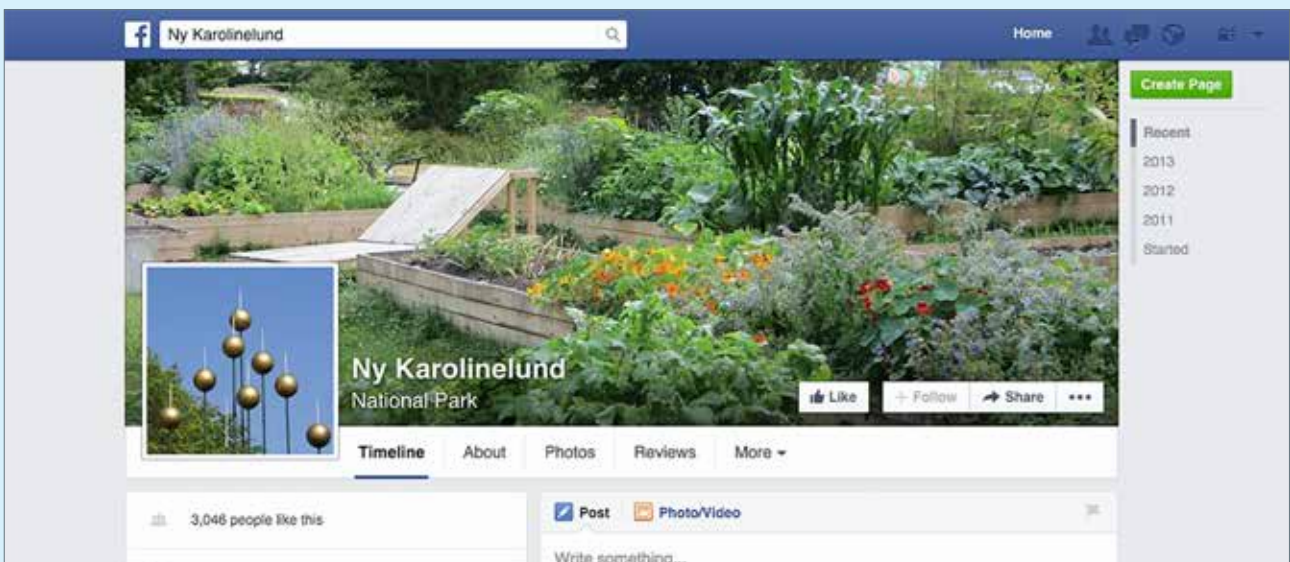 f Ny Karolinelund Home
Create Page
Recent
2013
2012
2011
Started
Ny Karolinelund
National Park
Like + Follow Share
Timeline About Photos Reviews More
3,046 people like this
Post Photo/Video
Write something...